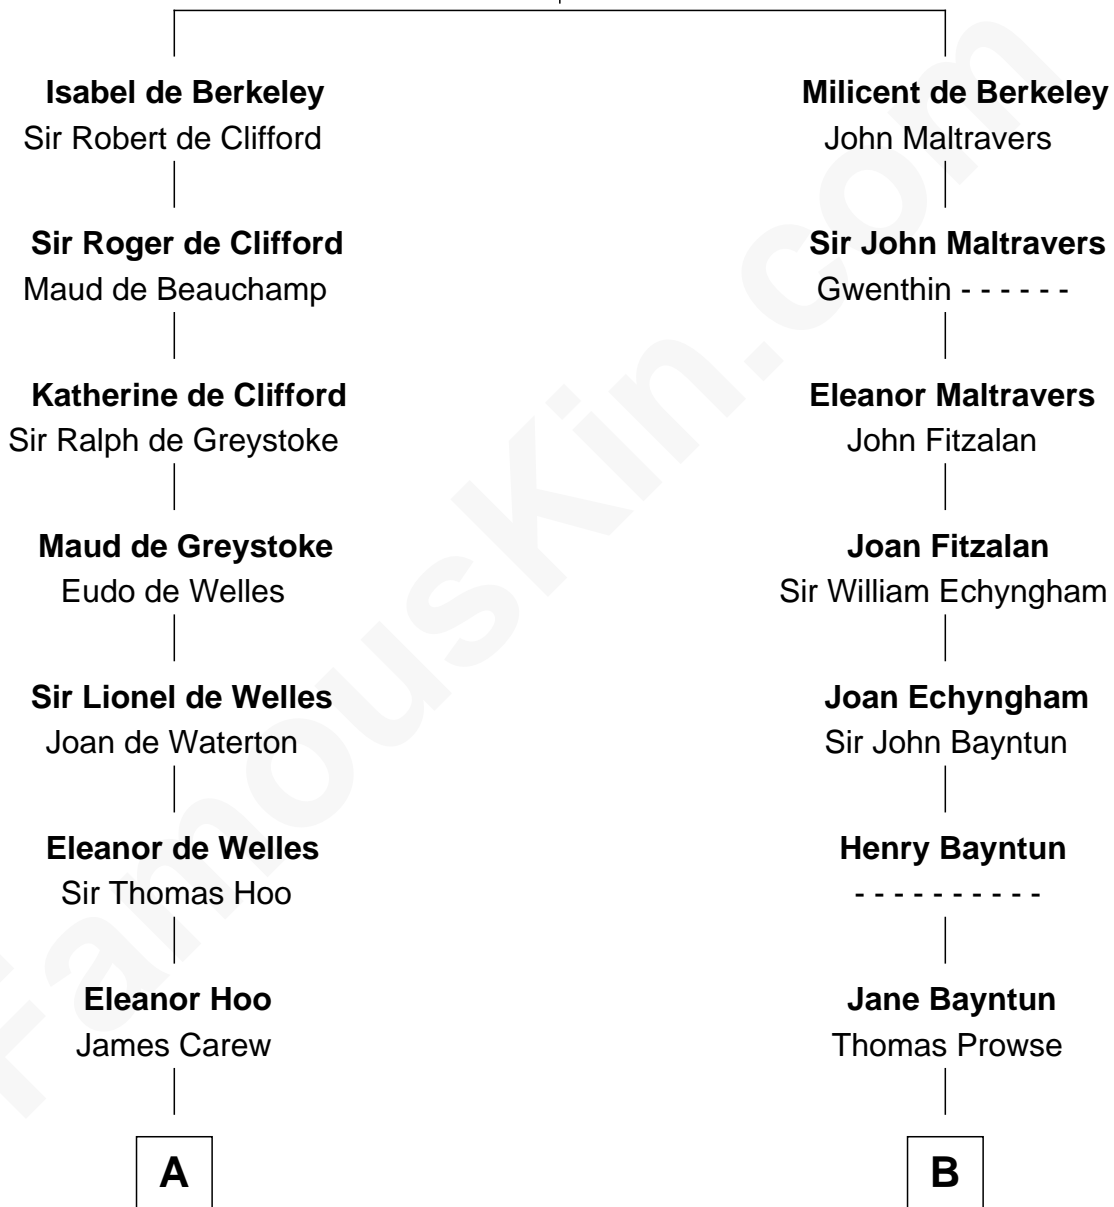 Isabel de Berkeley
Sir Robert de Clifford
Sir Roger de Clifford
Maud de Beauchamp
Katherine de Clifford
Sir Ralph de Greystoke
Maud de Greystoke
Eudo de Welles
Sir Lionel de Welles
Joan de Waterton
Eleanor de Welles
Sir Thomas Hoo
Eleanor Hoo
James Carew
A
Milicent de Berkeley
John Maltravers
Sir John Maltravers
Gwenthin - - - - - -
Eleanor Maltravers
John Fitzalan
Joan Fitzalan
Sir William Echyngham
Joan Echyngham
Sir John Bayntun
Henry Bayntun
- - - - - - - - - -
Jane Bayntun
Thomas Prowse
B
FamousKin.com